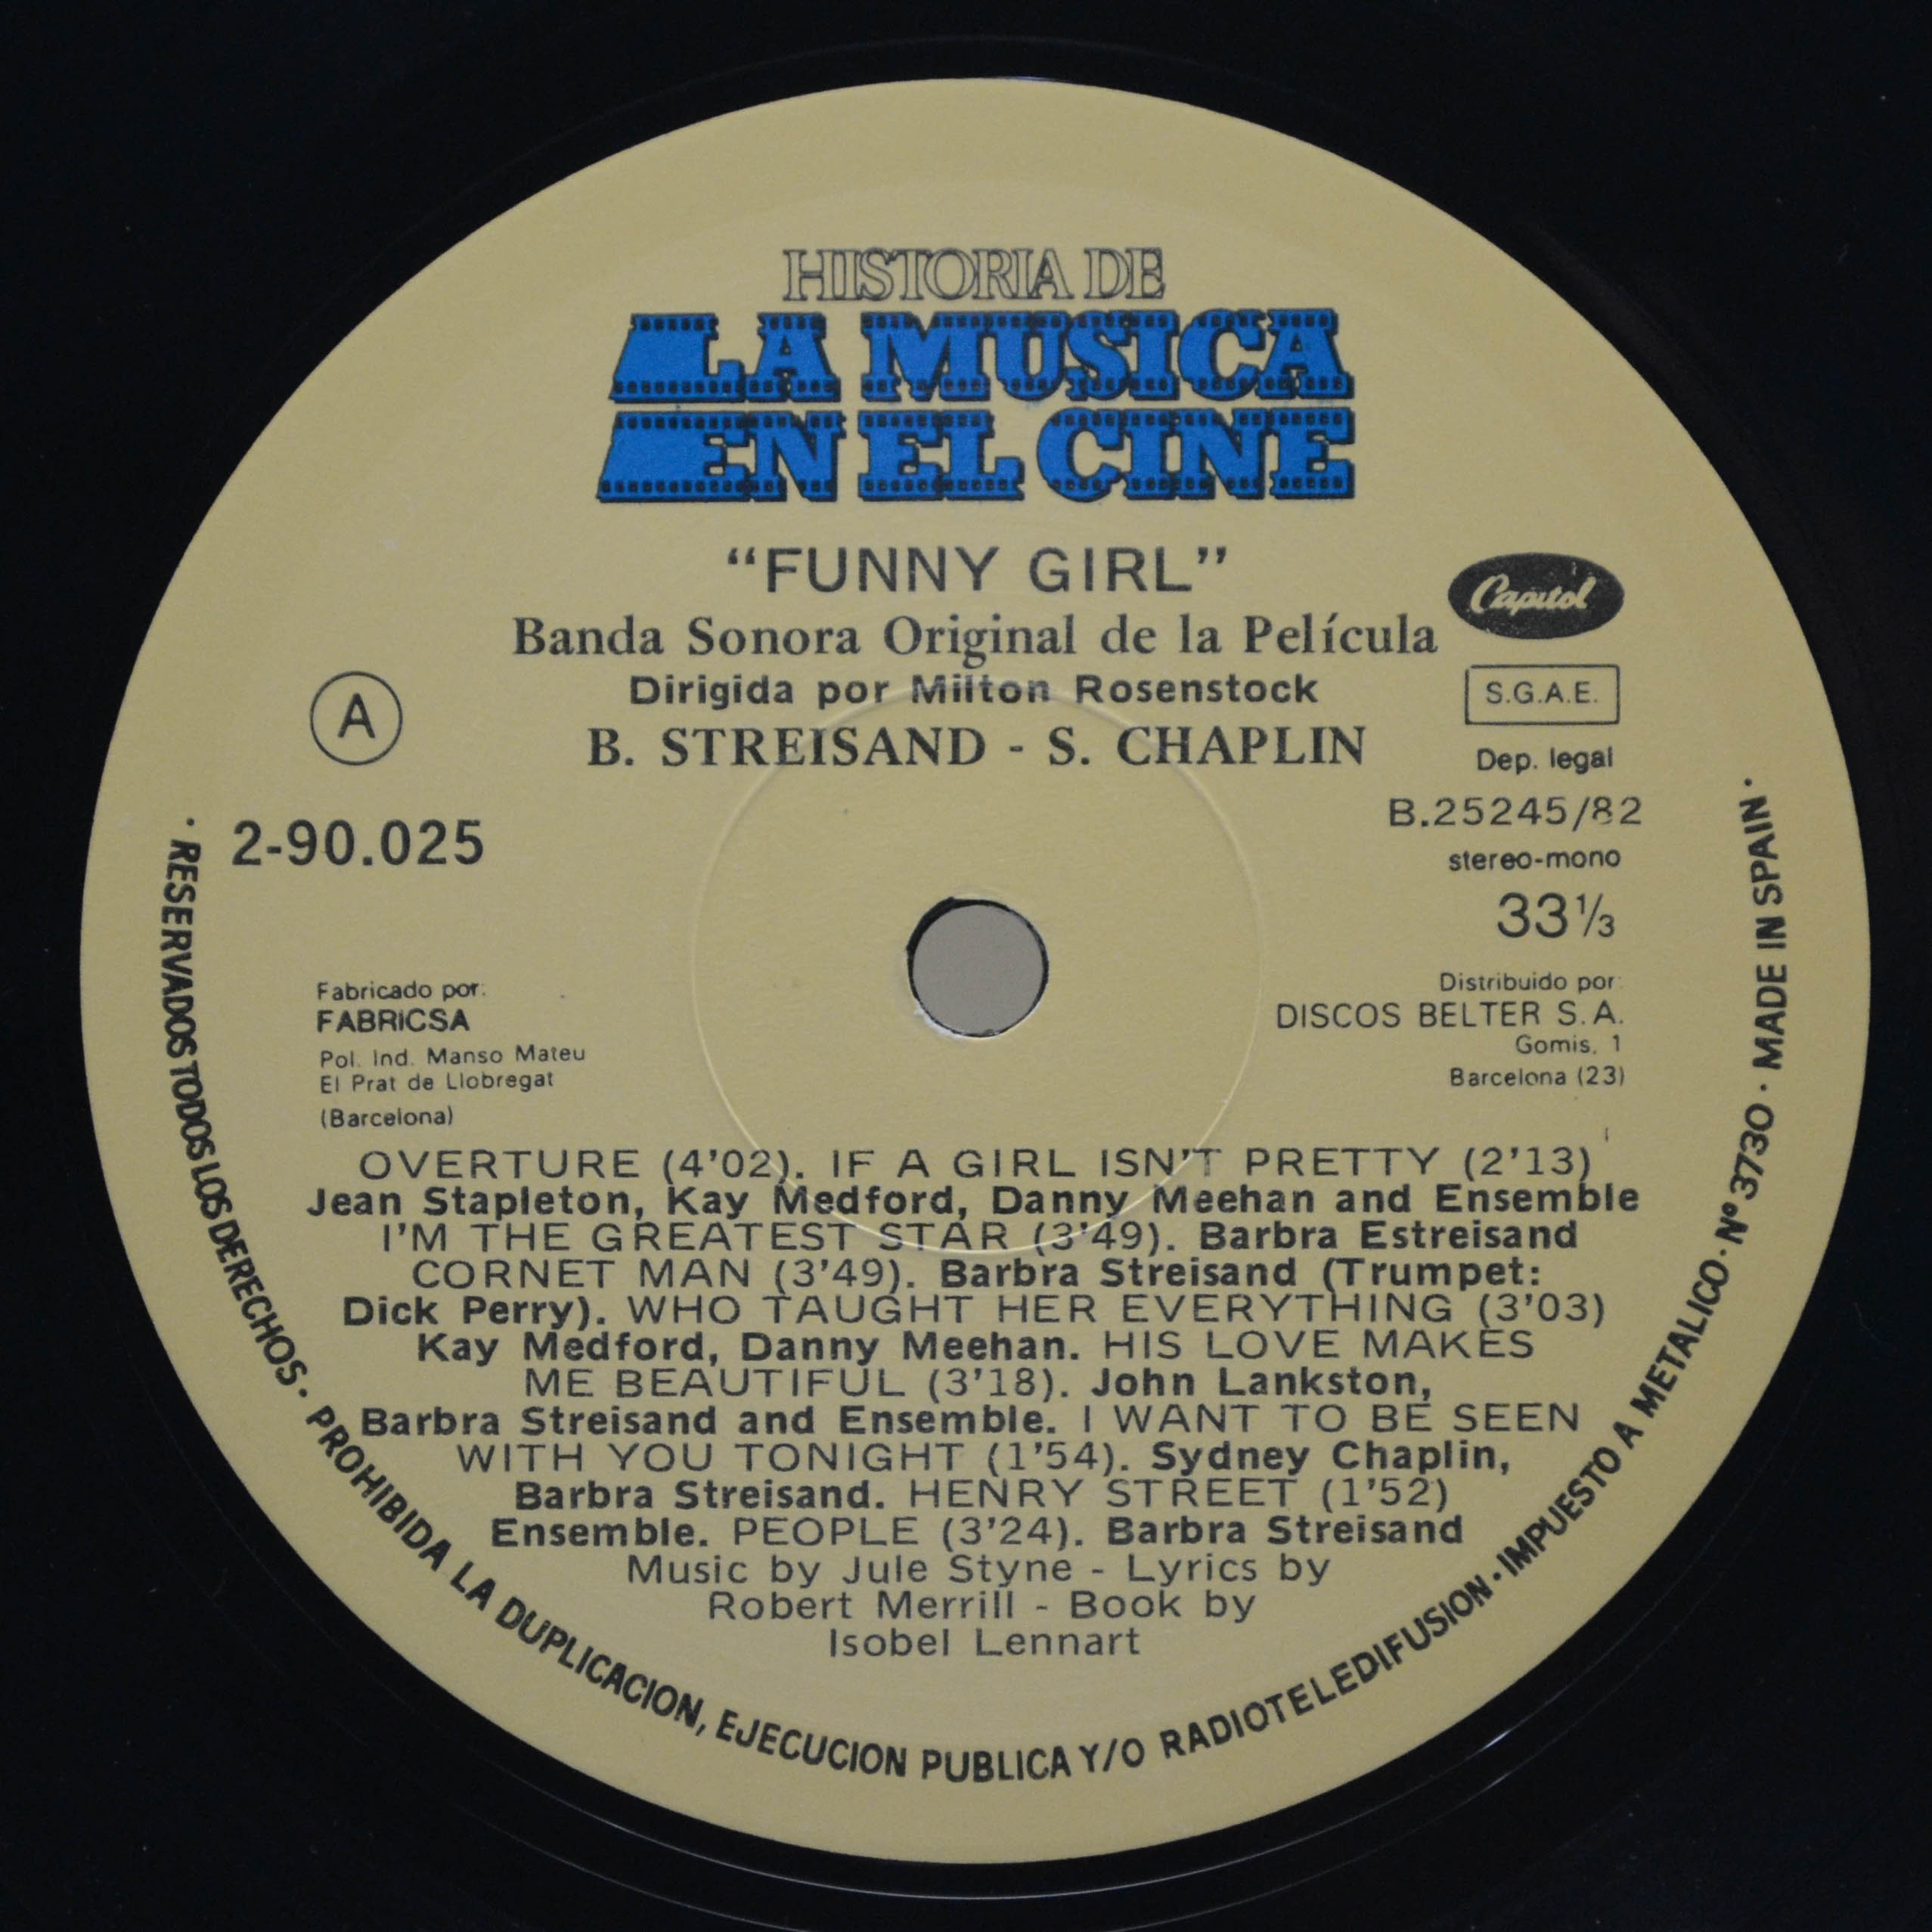 HISTORIA DE
LA MUSICA
EN EL CINE
“FUNNY GIRL”
Capitol
Banda Sonora Original de la Película
Dirigida por Milton Rosenstock
S.G.A.E.
A
B. STREISAND - S. CHAPLIN
Dep. legal
B.25245/82
2-90.025
stereo-mono
33 1/3
Fabricado por:
FABRICSA
Pol. Ind. Manso Mateu
El Prat de Llobregat
(Barcelona)
Distribuido por:
DISCOS BELTER S.A.
Gomis, 1
Barcelona (23)
OVERTURE (4’02). IF A GIRL ISN’T PRETTY (2’13)
Jean Stapleton, Kay Medford, Danny Meehan and Ensemble
I’M THE GREATEST STAR (3’49). Barbra Estreisand
CORNET MAN (3’49). Barbra Streisand (Trumpet:
Dick Perry). WHO TAUGHT HER EVERYTHING (3’03)
Kay Medford, Danny Meehan. HIS LOVE MAKES
ME BEAUTIFUL (3’18). John Lankston,
Barbra Streisand and Ensemble. I WANT TO BE SEEN
WITH YOU TONIGHT (1’54). Sydney Chaplin,
Barbra Streisand. HENRY STREET (1’52)
Ensemble. PEOPLE (3’24). Barbra Streisand
Music by Jule Styne - Lyrics by
Robert Merrill - Book by
Isobel Lennart
· RESERVADOS TODOS LOS DERECHOS · PROHIBIDA LA DUPLICACION, EJECUCION PUBLICA Y/O RADIOTELEDIFUSION · IMPUESTO A METALICO · Nº 3730 · MADE IN SPAIN ·